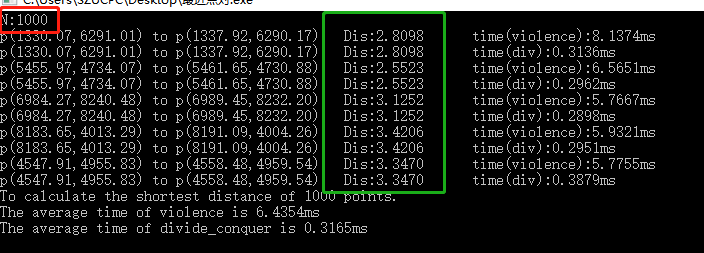 C:\Users\SZUCPC\Desktop\最近点对.exe
N:1000
p(1330.07,6291.01) to p(1337.92,6290.17) Dis:2.8098 time(violence):8.1374ms
p(1330.07,6291.01) to p(1337.92,6290.17) Dis:2.8098 time(div):0.3136ms
p(5455.97,4734.07) to p(5461.65,4730.88) Dis:2.5523 time(violence):6.5651ms
p(5455.97,4734.07) to p(5461.65,4730.88) Dis:2.5523 time(div):0.2962ms
p(6984.27,8240.48) to p(6989.45,8232.20) Dis:3.1252 time(violence):5.7667ms
p(6984.27,8240.48) to p(6989.45,8232.20) Dis:3.1252 time(div):0.2898ms
p(8183.65,4013.29) to p(8191.09,4004.26) Dis:3.4206 time(violence):5.9321ms
p(8183.65,4013.29) to p(8191.09,4004.26) Dis:3.4206 time(div):0.2951ms
p(4547.91,4955.83) to p(4558.48,4959.54) Dis:3.3470 time(violence):5.7755ms
p(4547.91,4955.83) to p(4558.48,4959.54) Dis:3.3470 time(div):0.3879ms
To calculate the shortest distance of 1000 points.
The average time of violence is 6.4354ms
The average time of divide_conquer is 0.3165ms